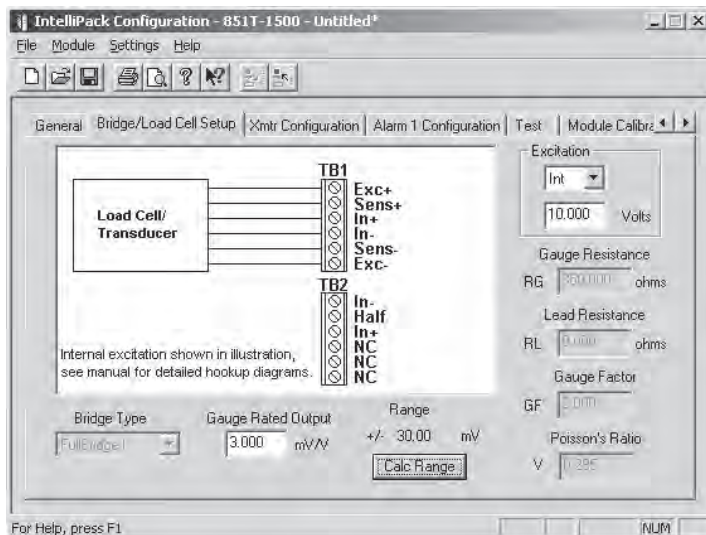 IntelliPack Configuration - 851T-1500 - Untitled*
File Module Settings Help
General Bridge/Load Cell Setup Xmtr Configuration Alarm 1 Configuration Test Module Calibra
Excitation
Int
10.000 Volts
TB1
Load Cell/
Transducer
Exc+
Sens+
In+
In-
Sens-
Exc-
TB2
In-
Half
In+
NC
NC
NC
Internal excitation shown in illustration,
see manual for detailed hookup diagrams.
Gauge Resistance
RG ohms
Lead Resistance
RL ohms
Gauge Factor
GF
Poisson's Ratio
V
Bridge Type
Gauge Rated Output
3.000 mV/V
Range
+/- 30.00 mV
Calc Range
For Help, press F1
NUM